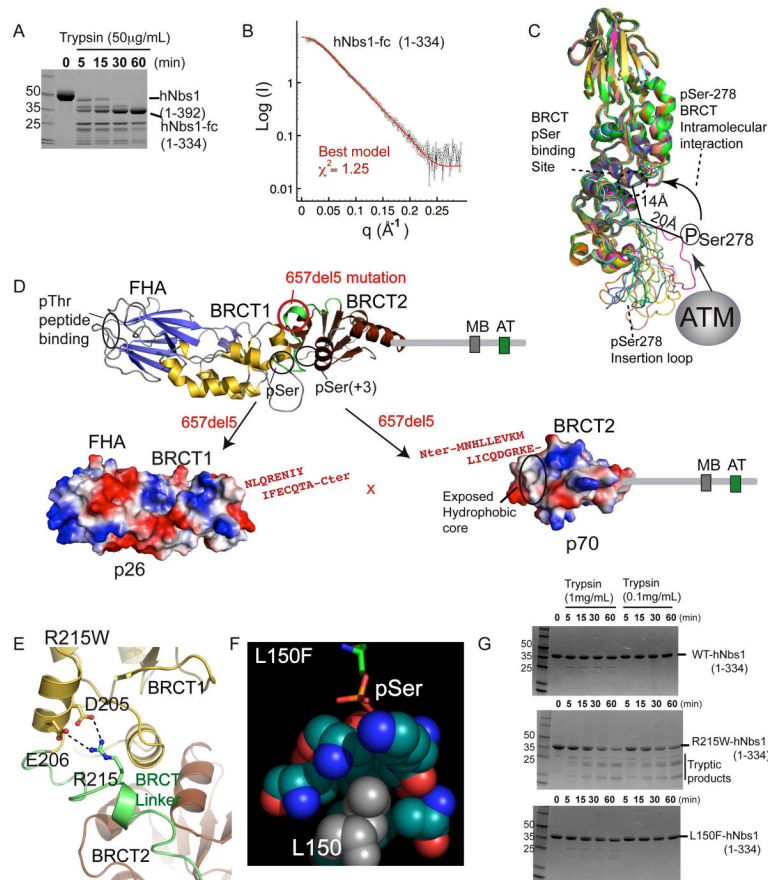 A
Trypsin (50µg/mL)
0 5 15 30 60 (min)
50
35
25
hNbs1
(1-392)
hNbs1-fc
(1-334)
B
hNbs1-fc (1-334)
Log (I)
1
0.1
0.01
Best model
χ²= 1.25
0 0.05 0.10 0.15 0.20 0.25
q (Å⁻¹)
C
pSer-278
BRCT
Intramolecular
interaction
BRCT
pSer
binding
Site
14Å
20Å
P Ser278
ATM
pSer278
Insertion loop
D
657del5 mutation
FHA
BRCT1
BRCT2
pThr
peptide
binding
pSer
pSer(+3)
MB AT
657del5
657del5
FHA
BRCT1
NLQRENIY
IFECQTA-Cter
p26
X
Nter-MNHLLEVKM
LICQDGRKE-
BRCT2
MB AT
Exposed
Hydrophobic
core
p70
E
R215W
BRCT1
D205
E206
R215
BRCT
Linker
BRCT2
F
L150F
pSer
L150
G
Trypsin
(1mg/mL)
Trypsin
(0.1mg/mL)
0 5 15 30 60 5 15 30 60 (min)
50
35
25
WT-hNbs1
(1-334)
0 5 15 30 60 5 15 30 60 (min)
50
35
25
R215W-hNbs1
(1-334)
Tryptic
products
0 5 15 30 60 5 15 30 60 (min)
50
35
25
L150F-hNbs1
(1-334)